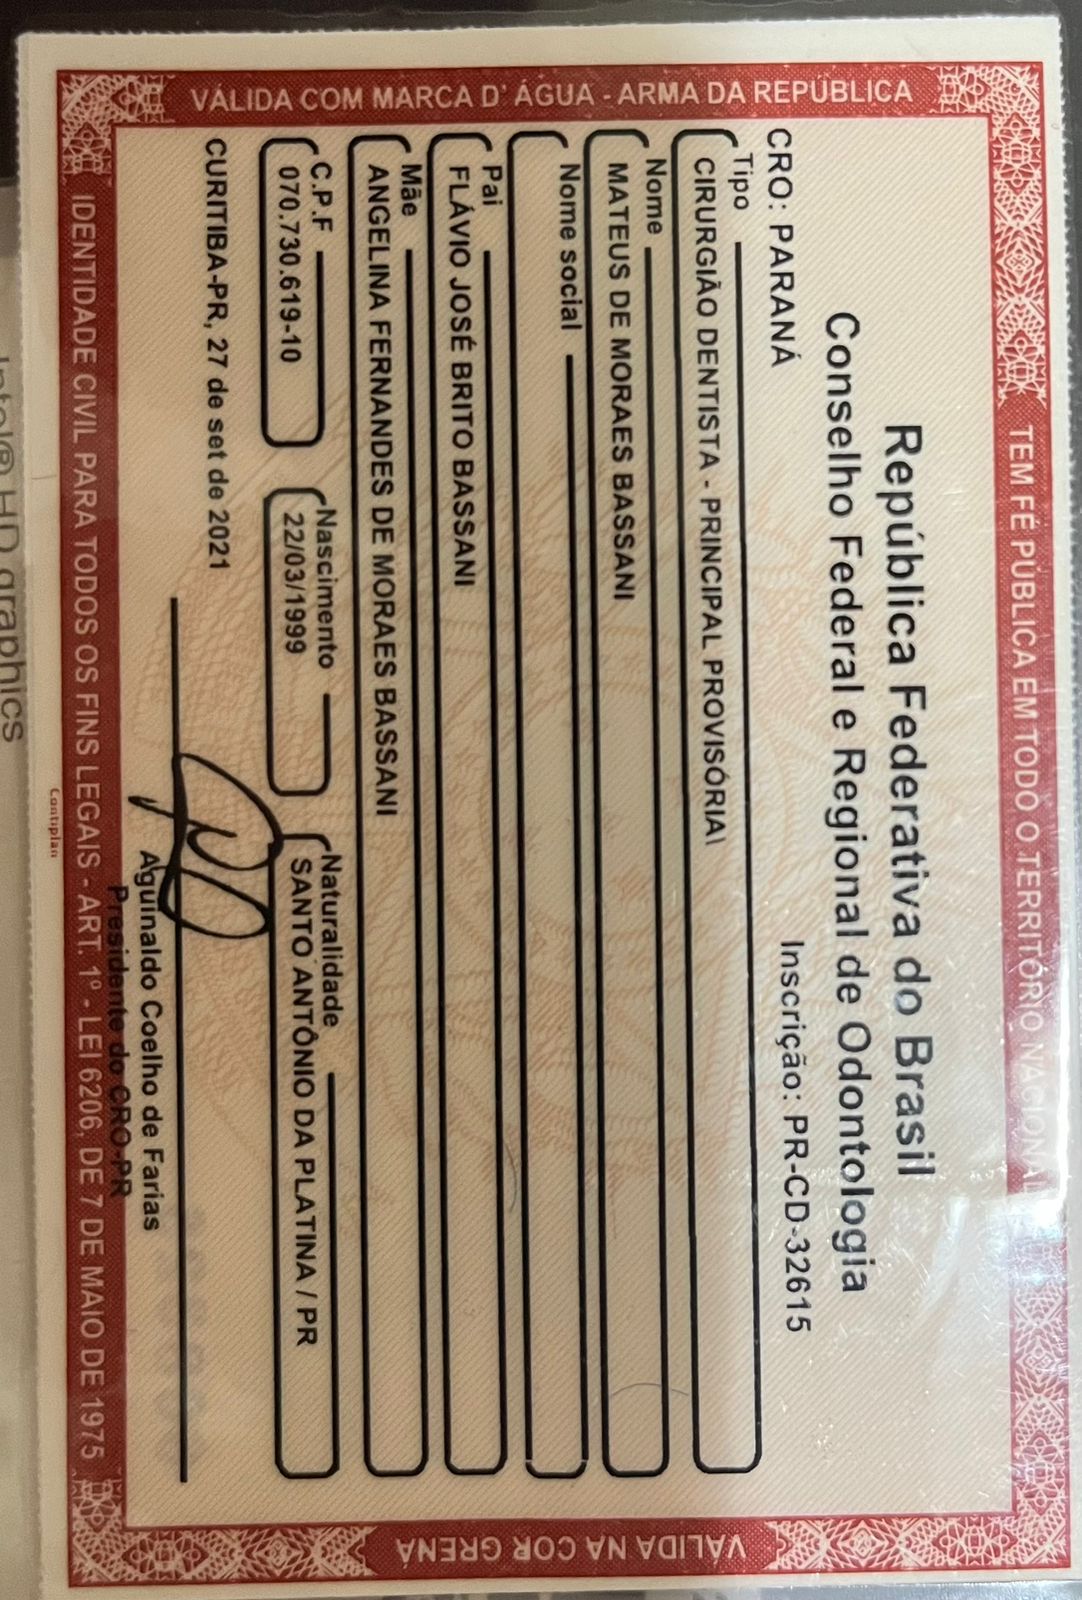 VÁLIDA COM MARCA D'ÁGUA - ARMA DA REPÚBLICA
TEM FÉ PÚBLICA EM TODO O TERRITÓRIO NACIONAL
República Federativa do Brasil
Conselho Federal e Regional de Odontologia
CRO: PARANÁ
Inscrição: PR-CD-32615
Tipo
CIRURGIÃO DENTISTA - PRINCIPAL PROVISÓRIA|
Nome
MATEUS DE MORAES BASSANI
Nome social
Pai
FLÁVIO JOSÉ BRITO BASSANI
Mãe
ANGELINA FERNANDES DE MORAES BASSANI
C.P.F
070.730.619-10
Nascimento
22/03/1999
Naturalidade
SANTO ANTÔNIO DA PLATINA / PR
CURITIBA-PR, 27 de set de 2021
Aguinaldo Coelho de Farias
Presidente do CRO-PR
IDENTIDADE CIVIL PARA TODOS OS FINS LEGAIS - ART. 1º - LEI 6206, DE 7 DE MAIO DE 1975
VÁLIDA NA COR GRENÁ
Contiplan
Intel® HD graphics